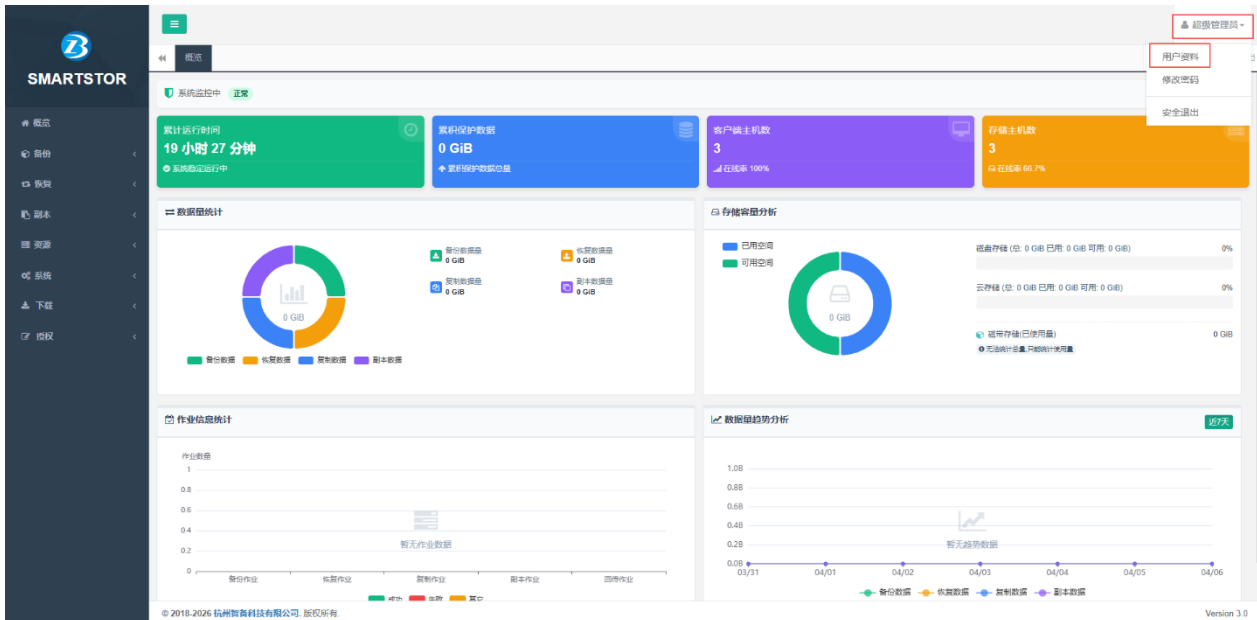 超级管理员
SMARTSTOR
概览
用户资料
修改密码
安全退出
系统监控中 正常
概览
备份
恢复
副本
资源
系统
下载
授权
累计运行时间
19 小时 27 分钟
系统稳定运行中
累积保护数据
0 GiB
累积保护数据总量
客户端主机数
3
在线率 100%
存储主机数
3
在线率 66.7%
数据量统计
0 GiB
备份数据量
0 GiB
恢复数据量
0 GiB
复制数据量
0 GiB
副本数据量
0 GiB
备份数据 恢复数据 复制数据 副本数据
存储容量分析
已用空间
可用空间
0 GiB
磁盘存储 (总: 0 GiB 已用: 0 GiB 可用: 0 GiB) 0%
云存储 (总: 0 GiB 已用: 0 GiB 可用: 0 GiB) 0%
磁带存储(已使用量) 0 GiB
无法统计总量,只能统计使用量
作业信息统计
作业数量
1
0.8
0.6
0.4
0.2
0
暂无作业数据
备份作业 恢复作业 复制作业 副本作业 回传作业
成功 失败 其它
数据量趋势分析
近7天
1.0B
0.8B
0.6B
0.4B
0.2B
0.0B
暂无趋势数据
03/31 04/01 04/02 04/03 04/04 04/05 04/06
备份数据 恢复数据 复制数据 副本数据
© 2018-2026 杭州智备科技有限公司. 版权所有.
Version 3.0